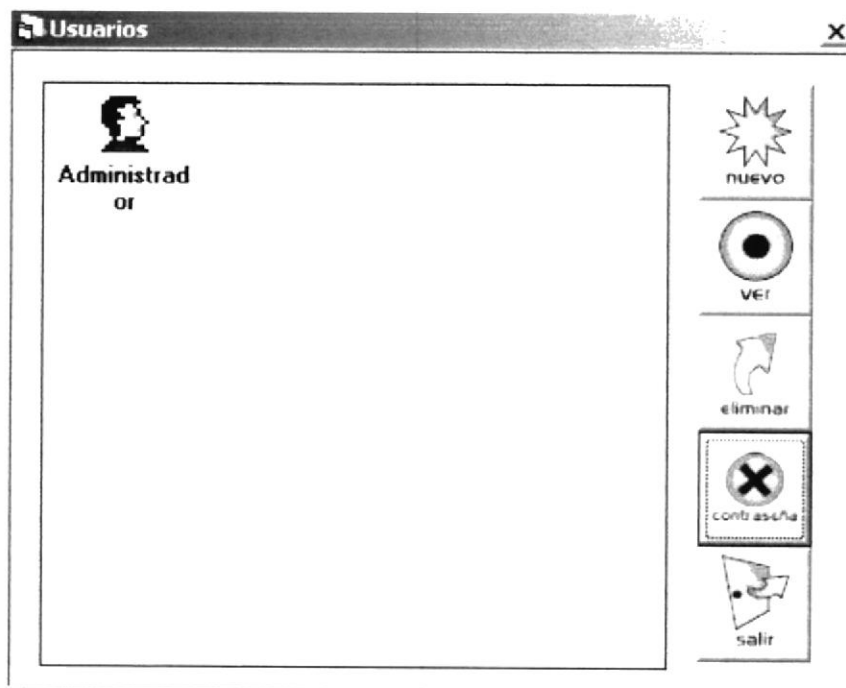 Usuarios
Administrad
or
nuevo
ver
eliminar
contraseña
salir